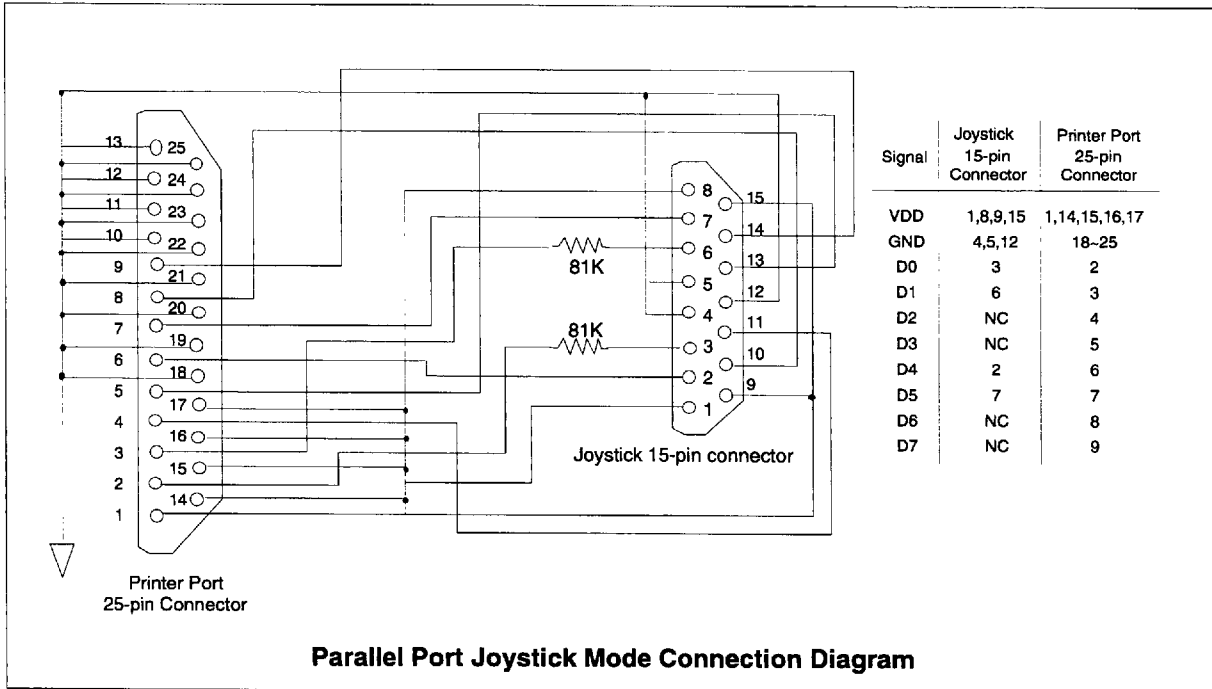 13
25
12
24
11
23
10
22
9
21
8
20
7
19
6
18
5
17
4
16
3
15
2
14
1
Printer Port
25-pin Connector
81K
81K
8
15
7
14
6
13
5
12
4
11
3
10
2
9
1
Joystick 15-pin connector
Signal Joystick 15-pin Connector Printer Port 25-pin Connector
VDD 1,8,9,15 1,14,15,16,17
GND 4,5,12 18~25
D0 3 2
D1 6 3
D2 NC 4
D3 NC 5
D4 2 6
D5 7 7
D6 NC 8
D7 NC 9
Parallel Port Joystick Mode Connection Diagram